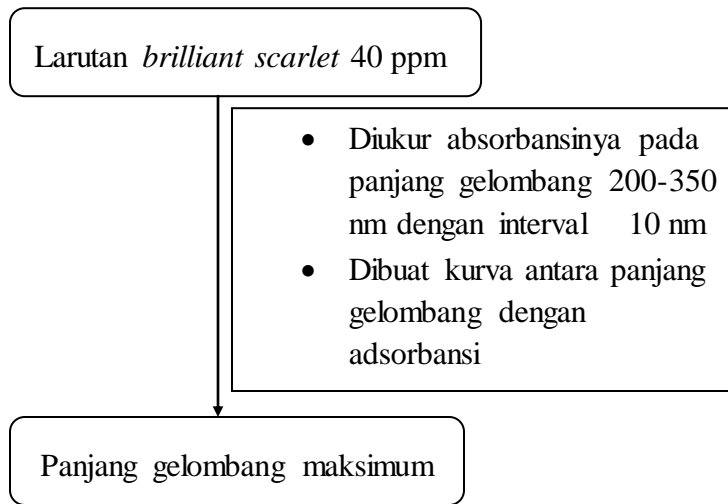 Larutan brilliant scarlet 40 ppm
• Diukur absorbansinya pada
panjang gelombang 200-350
nm dengan interval 10 nm
• Dibuat kurva antara panjang
gelombang dengan
adsorbansi
Panjang gelombang maksimum